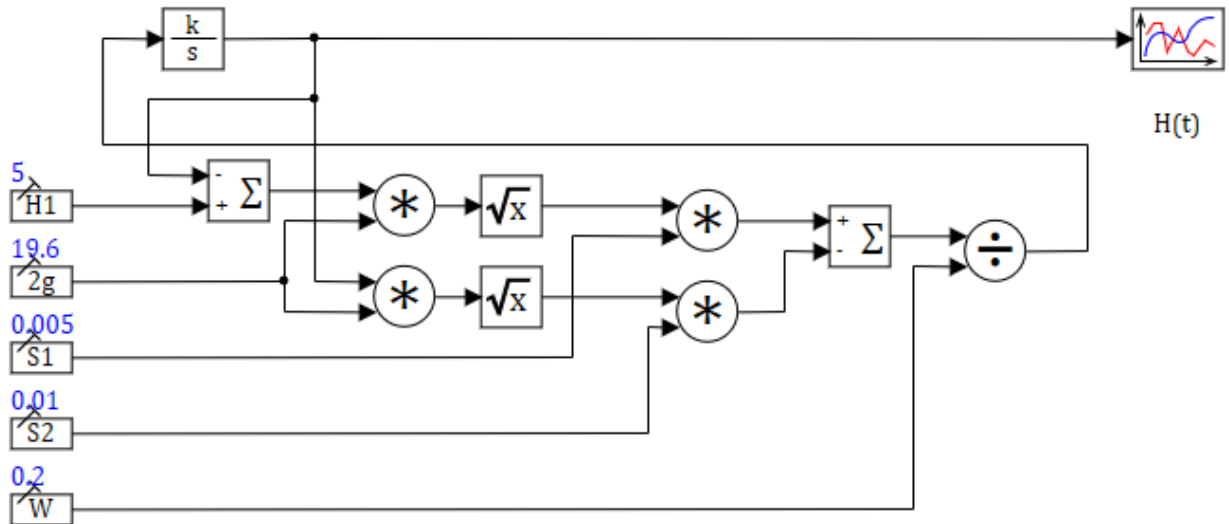 k
s
H(t)
5
H1
- Σ
+
* √x
19.6
2g
* √x
*
*
+ Σ
-
÷
0.005
S1
0.01
S2
0.2
W